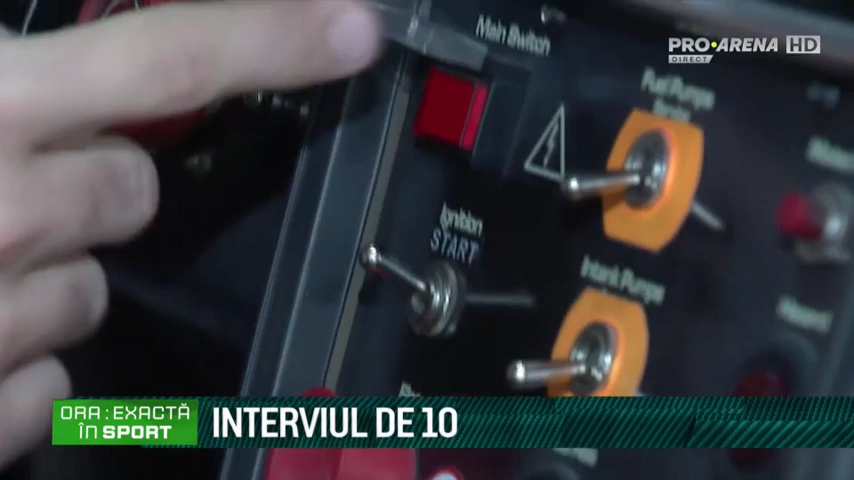 Main Switch
PRO•ARENA HD
DIRECT
Fuel Pumps
Ignition
START
Intank Pumps
Hazard
ORA : EXACTĂ
ÎN SPORT
INTERVIUL DE 10